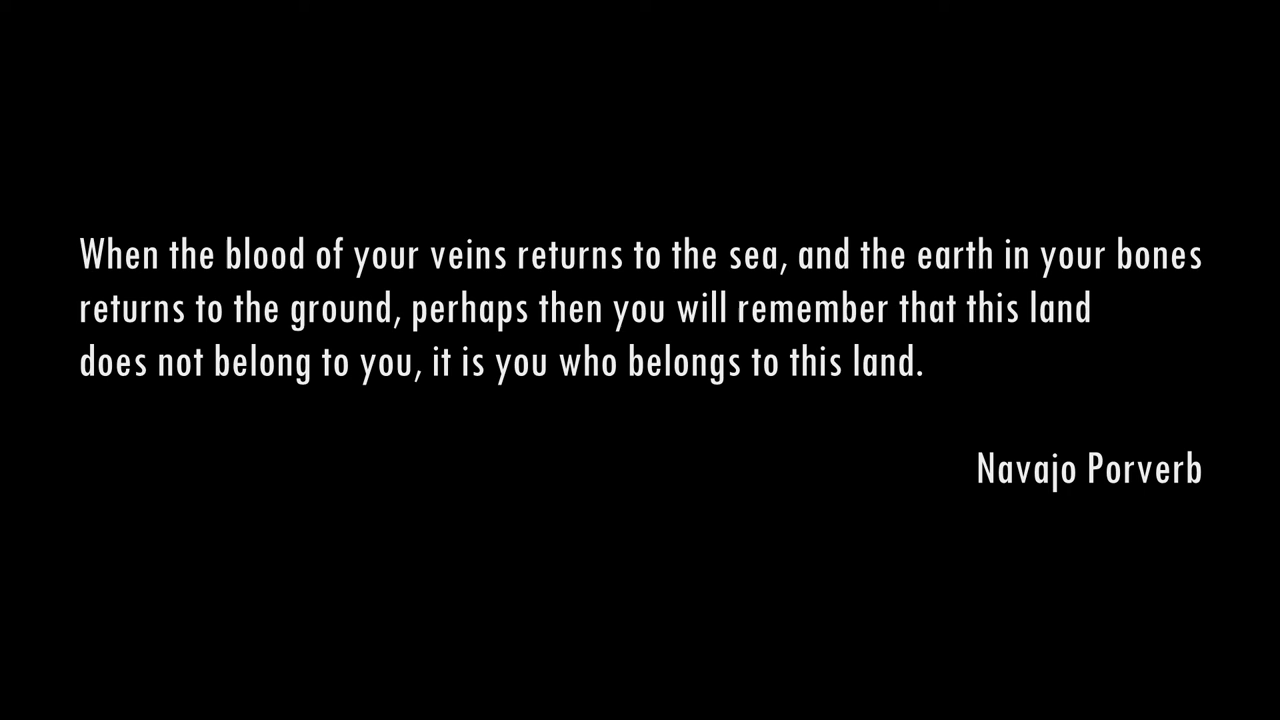 When the blood of your veins returns to the sea, and the earth in your bones
returns to the ground, perhaps then you will remember that this land
does not belong to you, it is you who belongs to this land.
Navajo Porverb